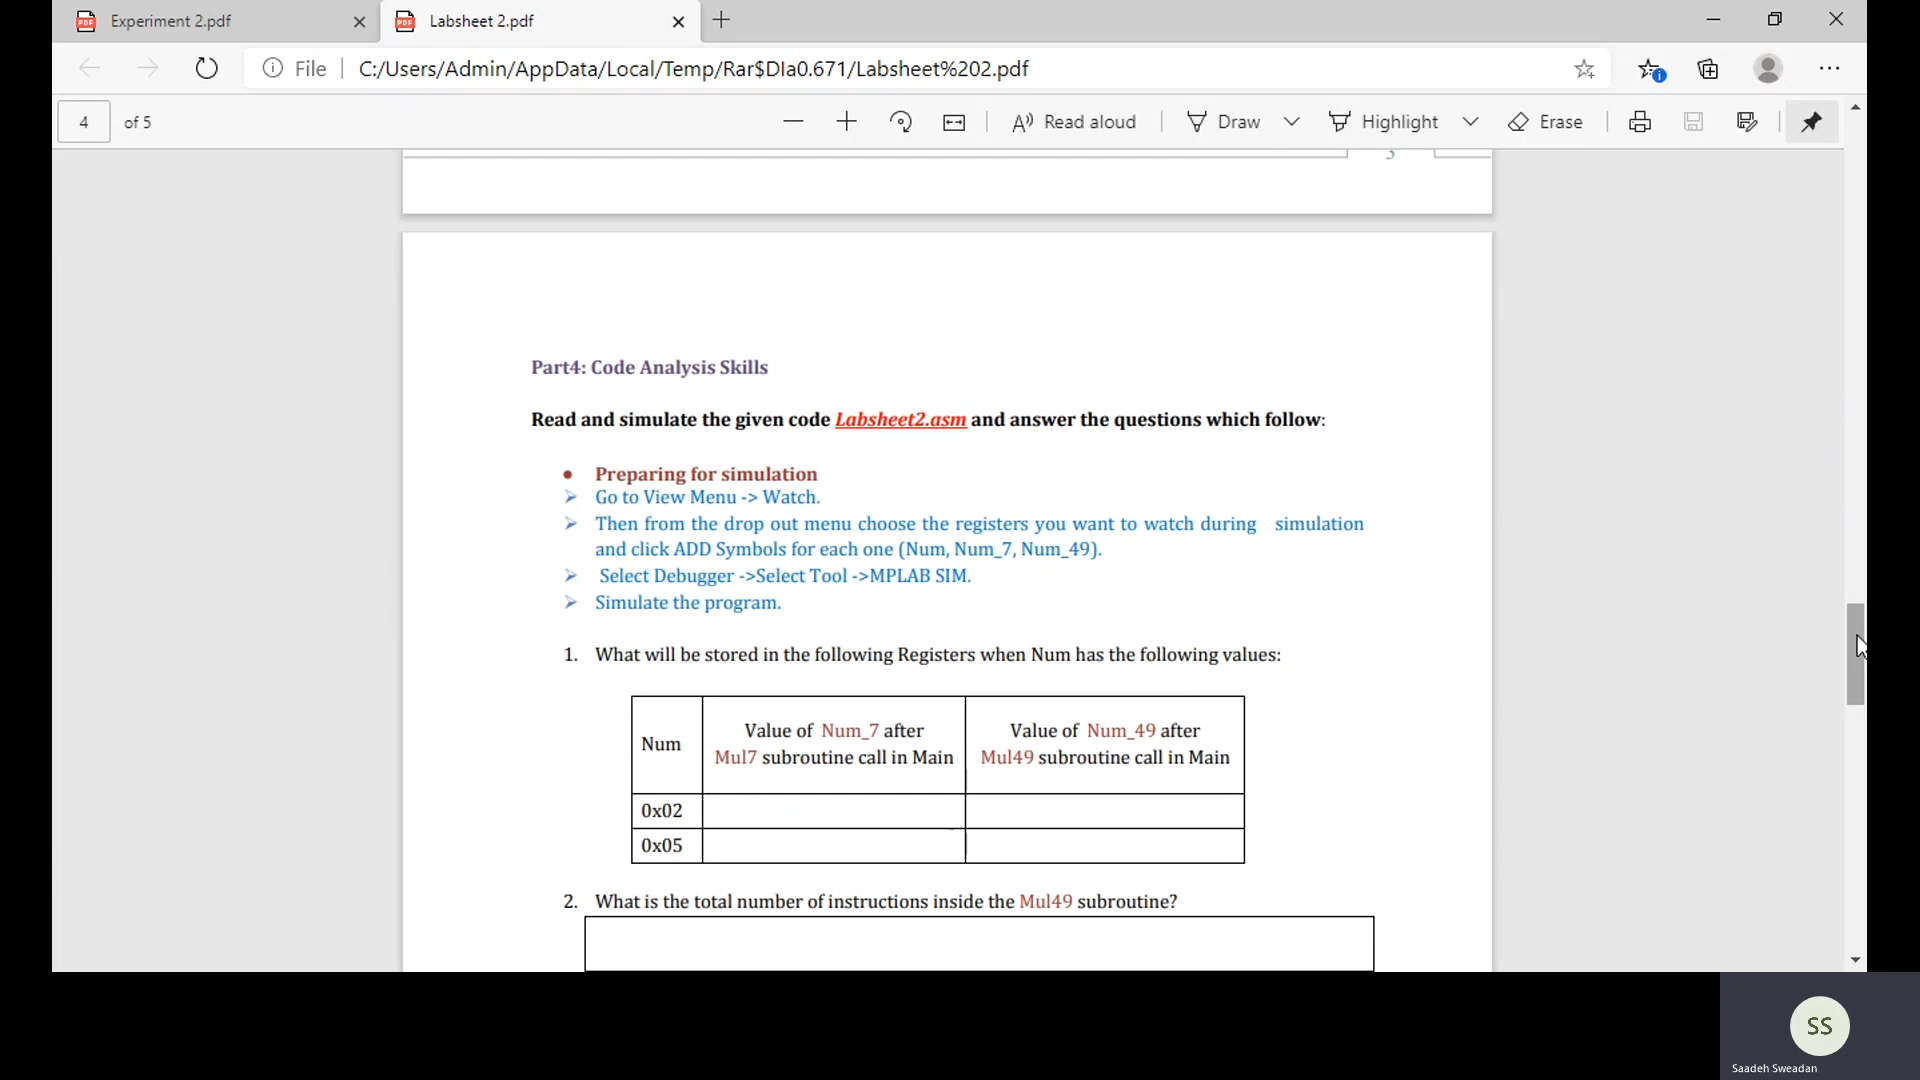 Experiment 2.pdf
Labsheet 2.pdf
File
C:/Users/Admin/AppData/Local/Temp/Rar$DIa0.671/Labsheet%202.pdf
4 of 5
Read aloud
Draw
Highlight
Erase
Part4: Code Analysis Skills
Read and simulate the given code Labsheet2.asm and answer the questions which follow:
• Preparing for simulation
➢ Go to View Menu -> Watch.
➢ Then from the drop out menu choose the registers you want to watch during simulation
and click ADD Symbols for each one (Num, Num_7, Num_49).
➢ Select Debugger ->Select Tool ->MPLAB SIM.
➢ Simulate the program.
1. What will be stored in the following Registers when Num has the following values:
Num
Value of Num_7 after
Mul7 subroutine call in Main
Value of Num_49 after
Mul49 subroutine call in Main
0x02
0x05
2. What is the total number of instructions inside the Mul49 subroutine?
SS
Saadeh Sweadan